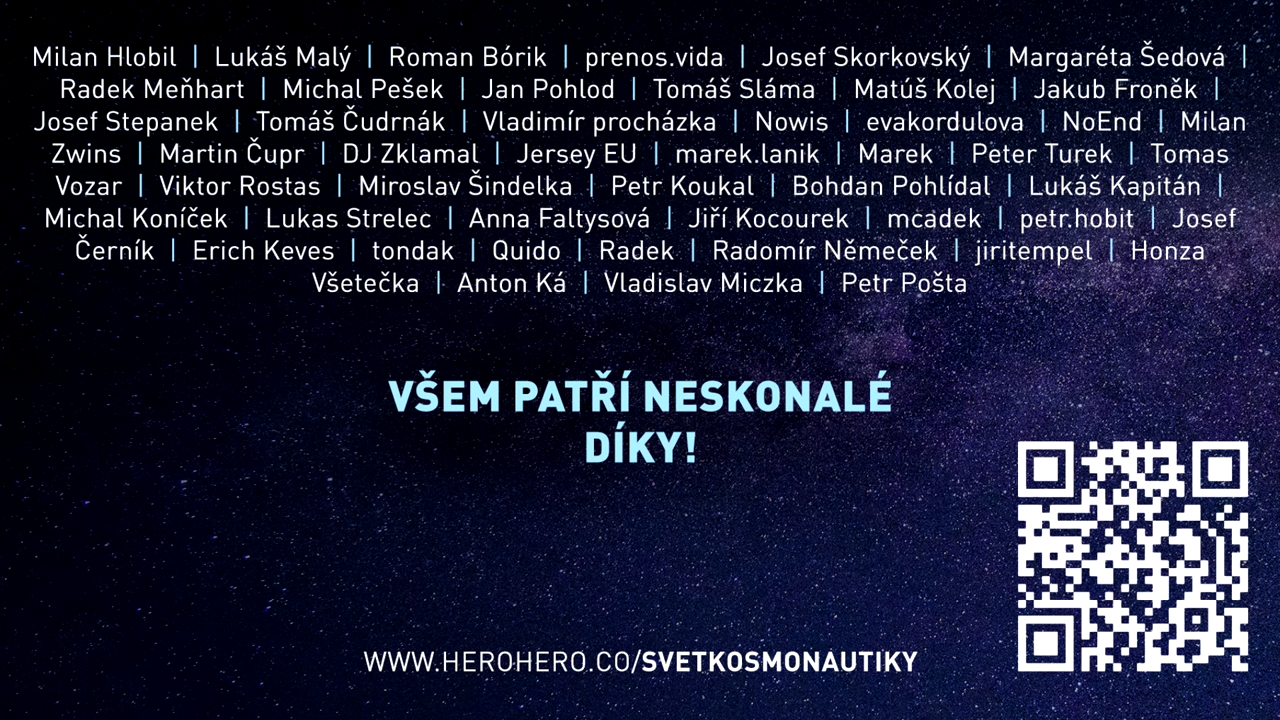 Milan Hlobil | Lukáš Malý | Roman Bórik | prenos.vida | Josef Skorkovský | Margaréta Šedová |
Radek Meňhart | Michal Pešek | Jan Pohlod | Tomáš Sláma | Matúš Kolej | Jakub Froněk |
Josef Stepanek | Tomáš Čudrnák | Vladimír procházka | Nowis | evakordulova | NoEnd | Milan
Zwins | Martin Čupr | DJ Zklamal | Jersey EU | marek.lanik | Marek | Peter Turek | Tomas
Vozar | Viktor Rostas | Miroslav Šindelka | Petr Koukal | Bohdan Pohlídal | Lukáš Kapitán |
Michal Koníček | Lukas Strelec | Anna Faltysová | Jiří Kocourek | mcadek | petr.hobit | Josef
Černík | Erich Keves | tondak | Quido | Radek | Radomír Němeček | jiritempel | Honza
Všetečka | Anton Ká | Vladislav Miczka | Petr Pošta
VŠEM PATŘÍ NESKONALÉ
DÍKY!
WWW.HEROHERO.CO/SVETKOSMONAUTIKY